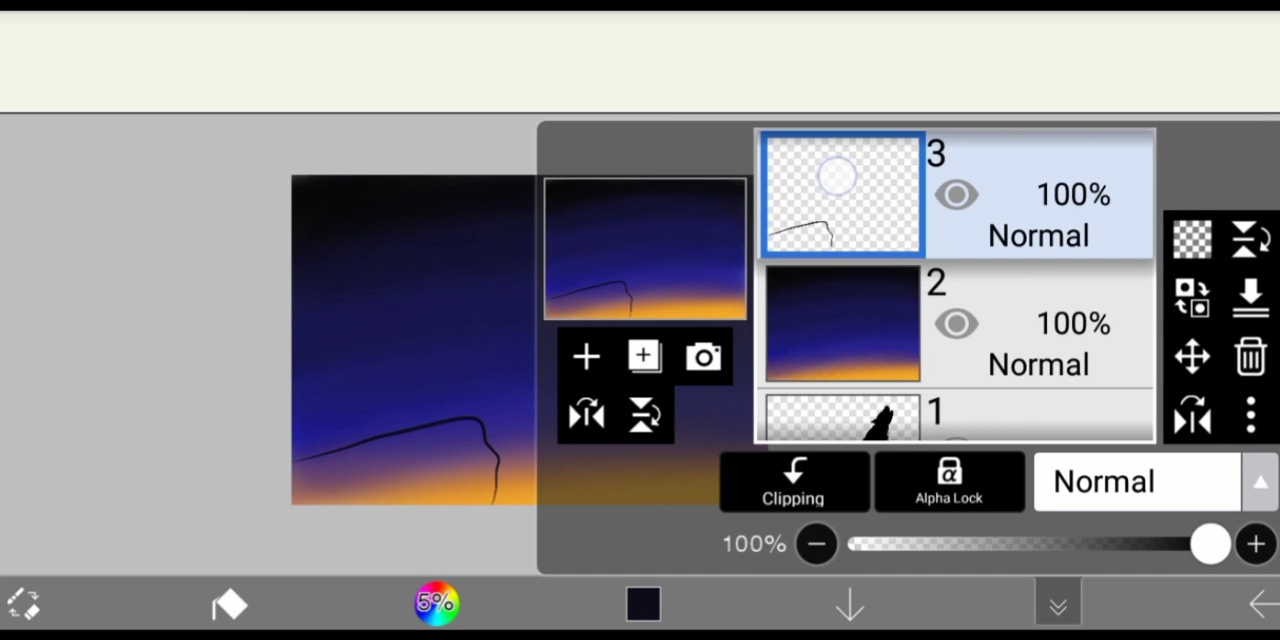 3
100%
Normal
2
100%
Normal
1
Clipping
α
Alpha Lock
Normal
100%
5%